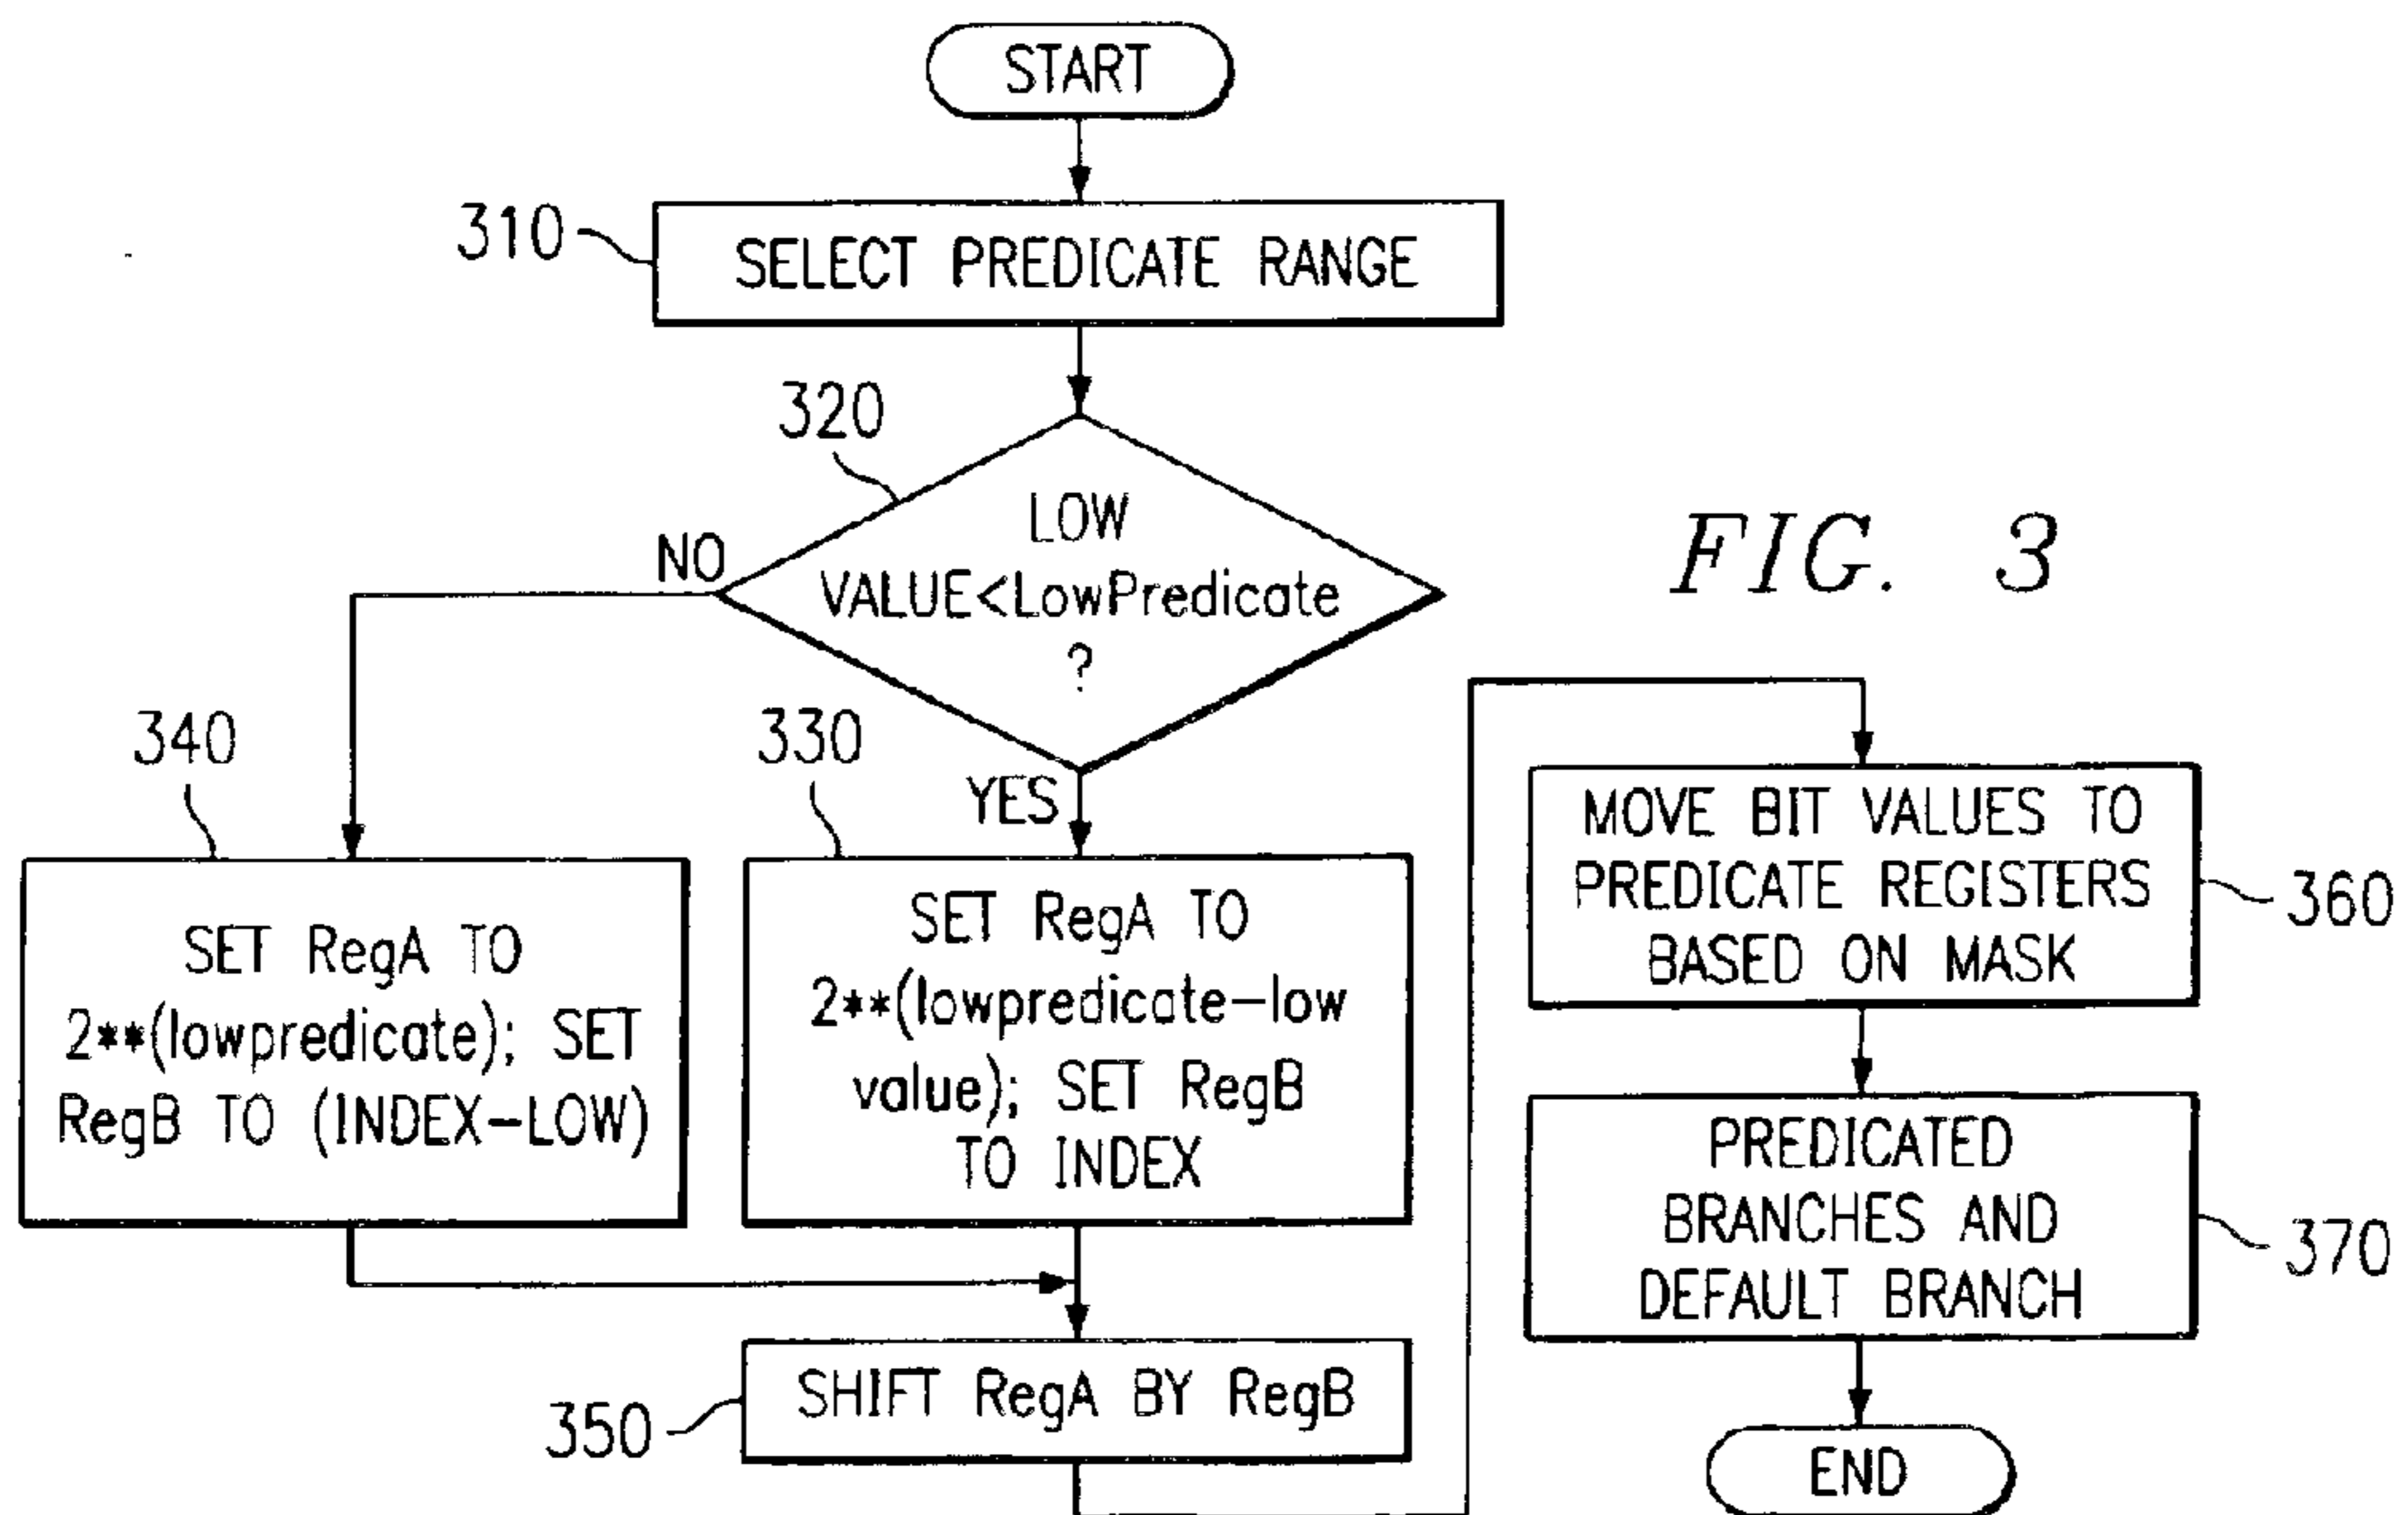 START
310
SELECT PREDICATE RANGE
320
LOW
VALUE<LowPredicate
?
NO
YES
FIG. 3
340
SET RegA TO
2**(lowpredicate); SET
RegB TO (INDEX-LOW)
330
SET RegA TO
2**(lowpredicate-low
value); SET RegB
TO INDEX
350
SHIFT RegA BY RegB
MOVE BIT VALUES TO
PREDICATE REGISTERS
BASED ON MASK
360
PREDICATED
BRANCHES AND
DEFAULT BRANCH
370
END